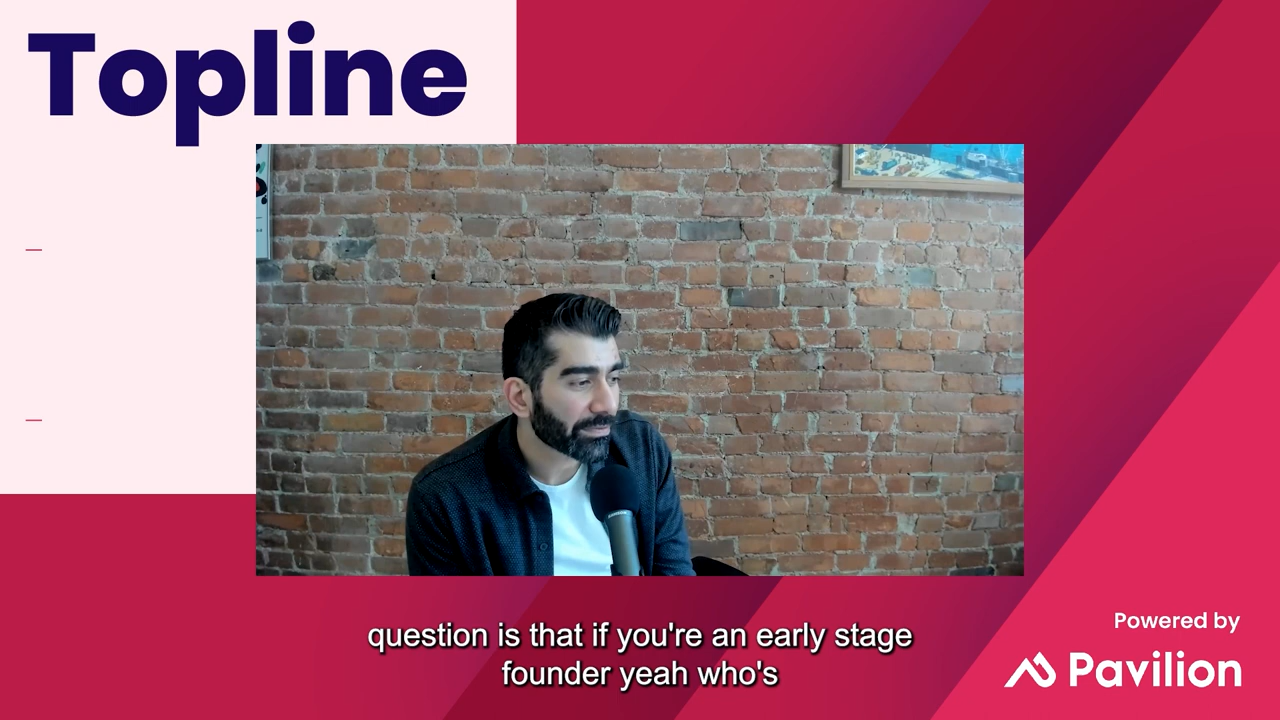 Topline
question is that if you're an early stage
founder yeah who's
Powered by
Pavilion